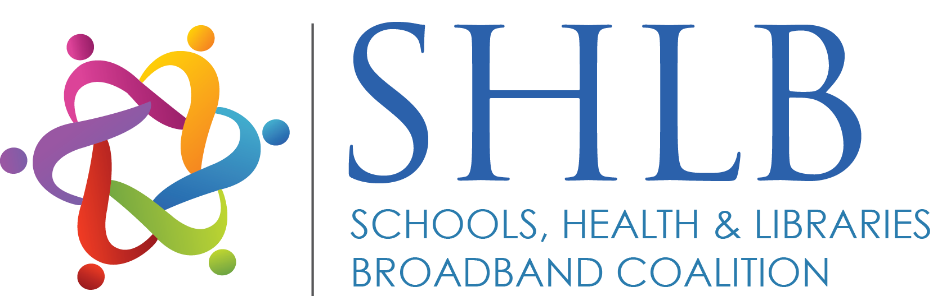 SHLB
SCHOOLS, HEALTH & LIBRARIES
BROADBAND COALITION